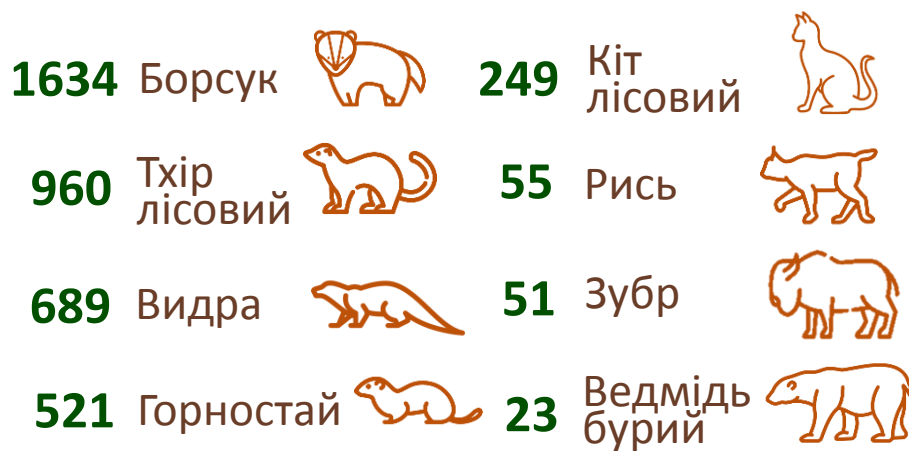 1634 Борсук
960 Тхір
лісовий
689 Видра
521 Горностай
249 Кіт
лісовий
55 Рись
51 Зубр
23 Ведмідь
бурий